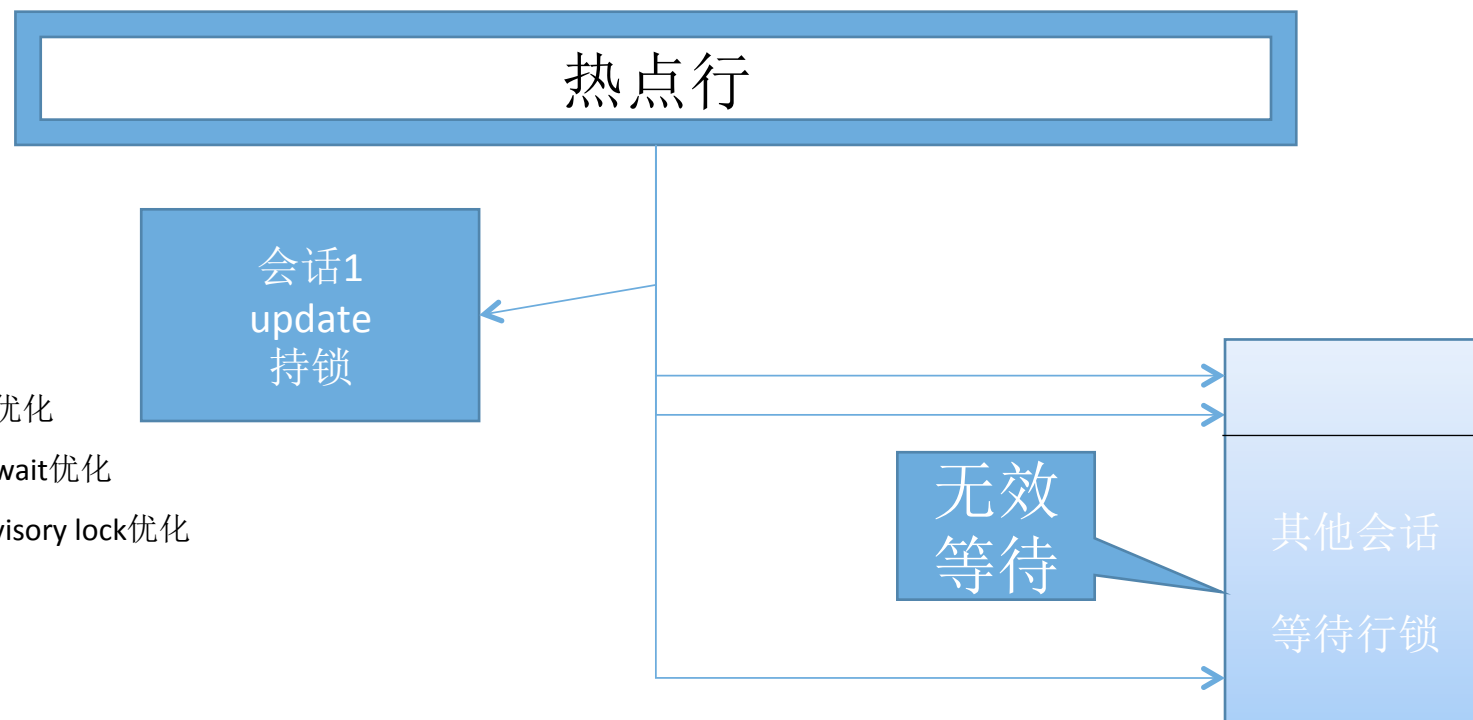 热点行
会话1
update
持锁
优化
wait优化
visory lock优化
无效
等待
其他会话
等待行锁